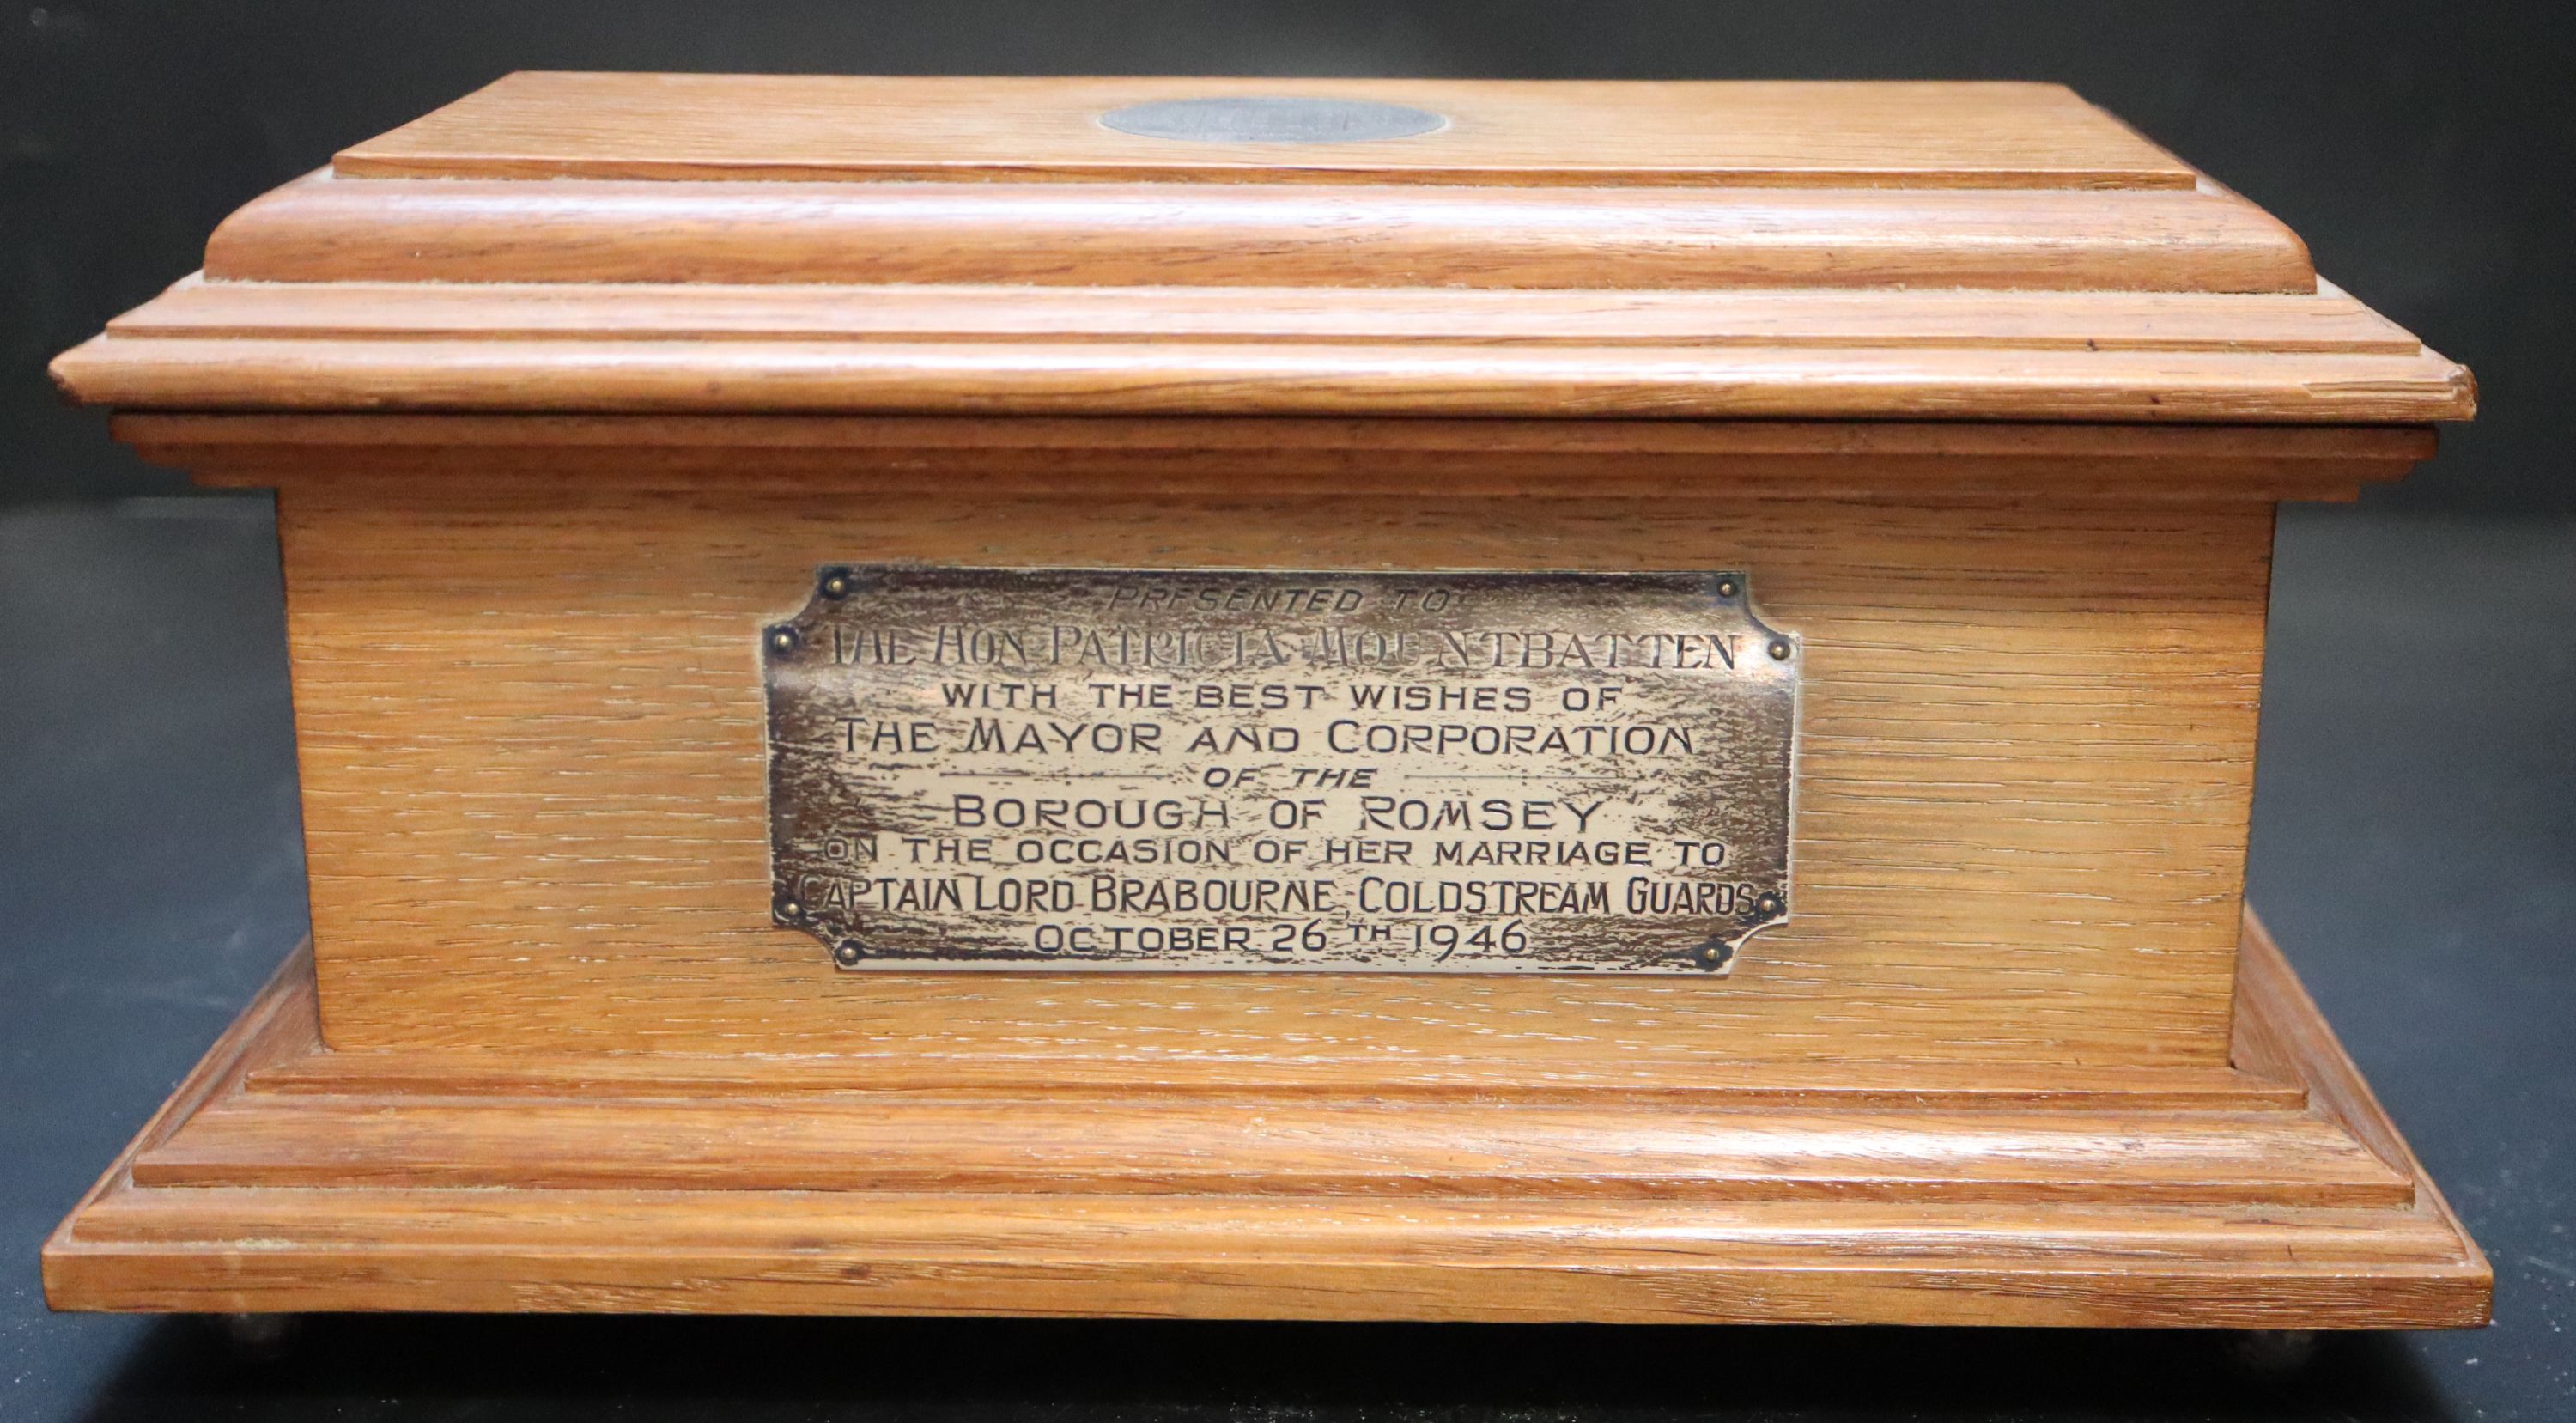 PRESENTED TO
THE HON PATRICIA MOUNTBATTEN
WITH THE BEST WISHES OF
THE MAYOR AND CORPORATION
OF THE
BOROUGH OF ROMSEY
ON THE OCCASION OF HER MARRIAGE TO
CAPTAIN LORD BRABOURNE, COLDSTREAM GUARDS
OCTOBER 26TH 1946